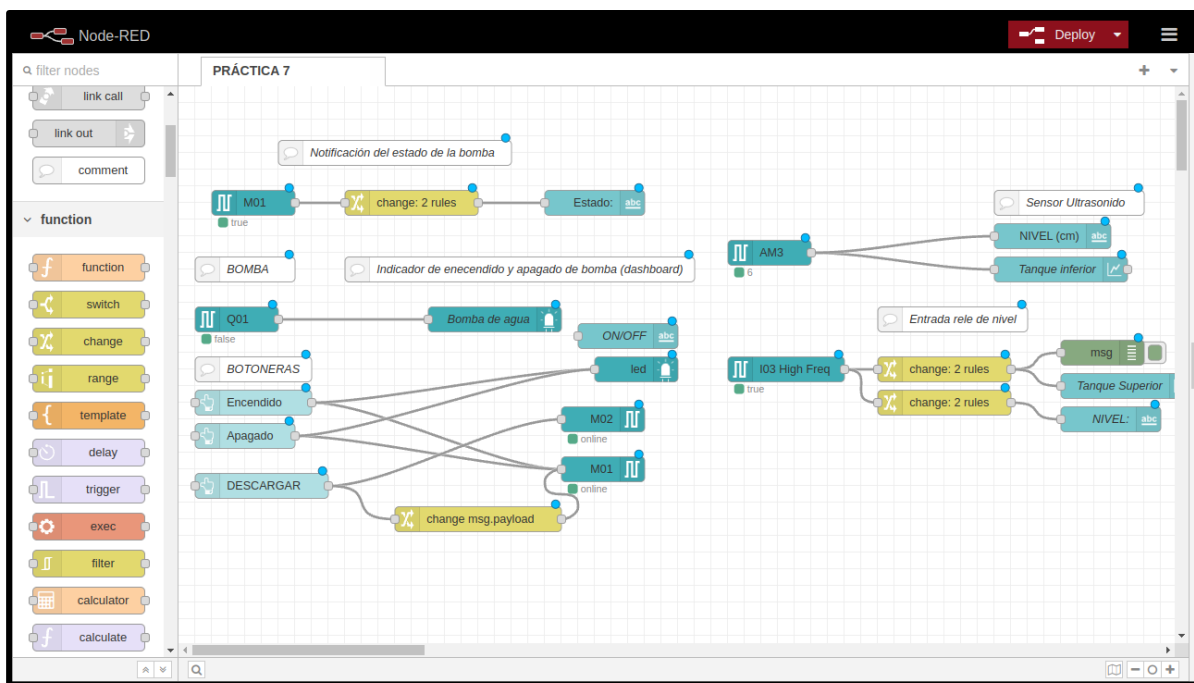 Node-RED
Deploy
filter nodes
PRÁCTICA 7
link call
link out
comment
function
function
switch
change
range
template
delay
trigger
exec
filter
calculator
calculate
Notificación del estado de la bomba
M01
true
change: 2 rules
Estado:
abc
BOMBA
Indicador de enecendido y apagado de bomba (dashboard)
Q01
false
Bomba de agua
ON/OFF
abc
BOTONERAS
led
Encendido
Apagado
M02
online
M01
online
DESCARGAR
change msg.payload
Sensor Ultrasonido
AM3
6
NIVEL (cm)
abc
Tanque inferior
Entrada rele de nivel
I03 High Freq
true
change: 2 rules
change: 2 rules
msg
Tanque Superior
NIVEL:
abc